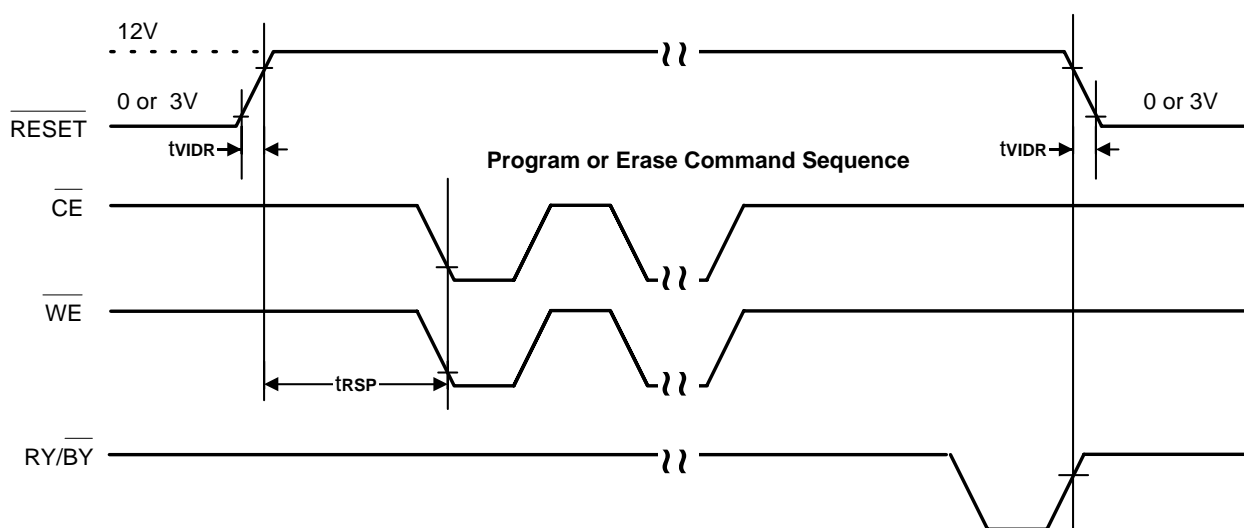 12V
0 or 3V
0 or 3V
RESET
tVIDR
Program or Erase Command Sequence
tVIDR
CE
WE
tRSP
RY/BY